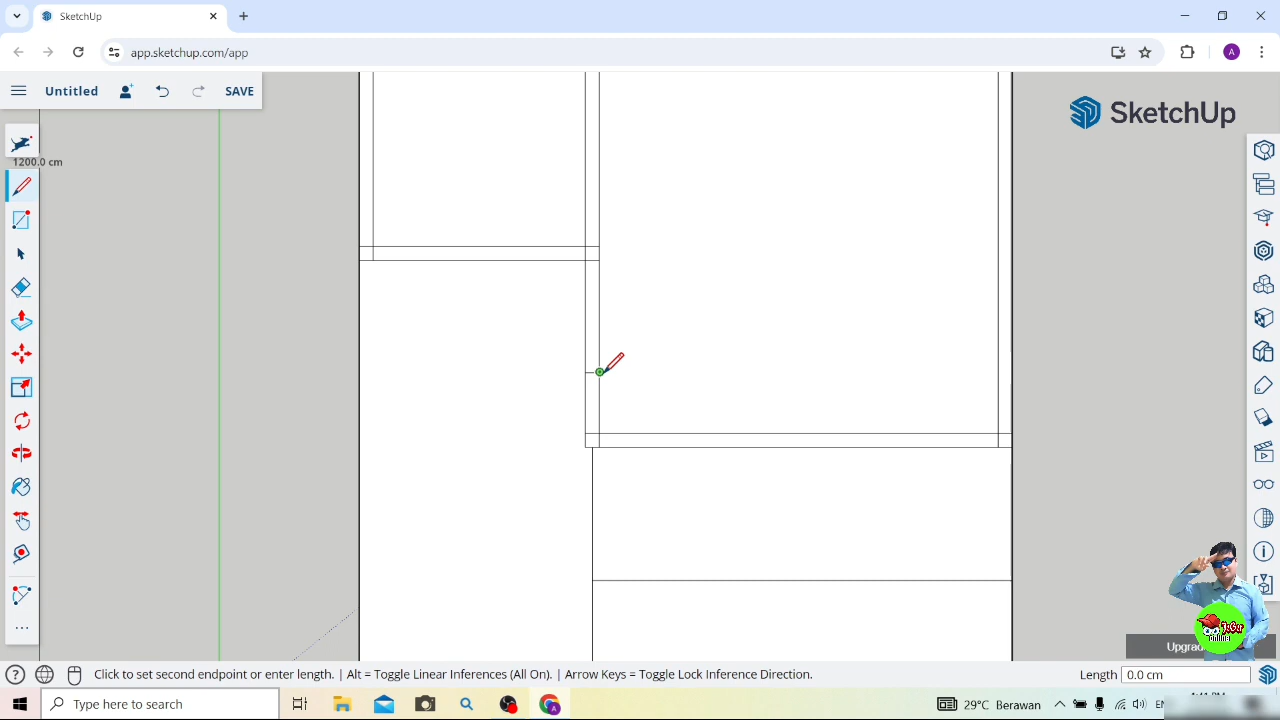 SketchUp
app.sketchup.com/app
A
Untitled
SAVE
SketchUp
1200.0 cm
Upgrad
Click to set second endpoint or enter length. | Alt = Toggle Linear Inferences (All On). | Arrow Keys = Toggle Lock Inference Direction.
Length 0.0 cm
Type here to search
29°C Berawan